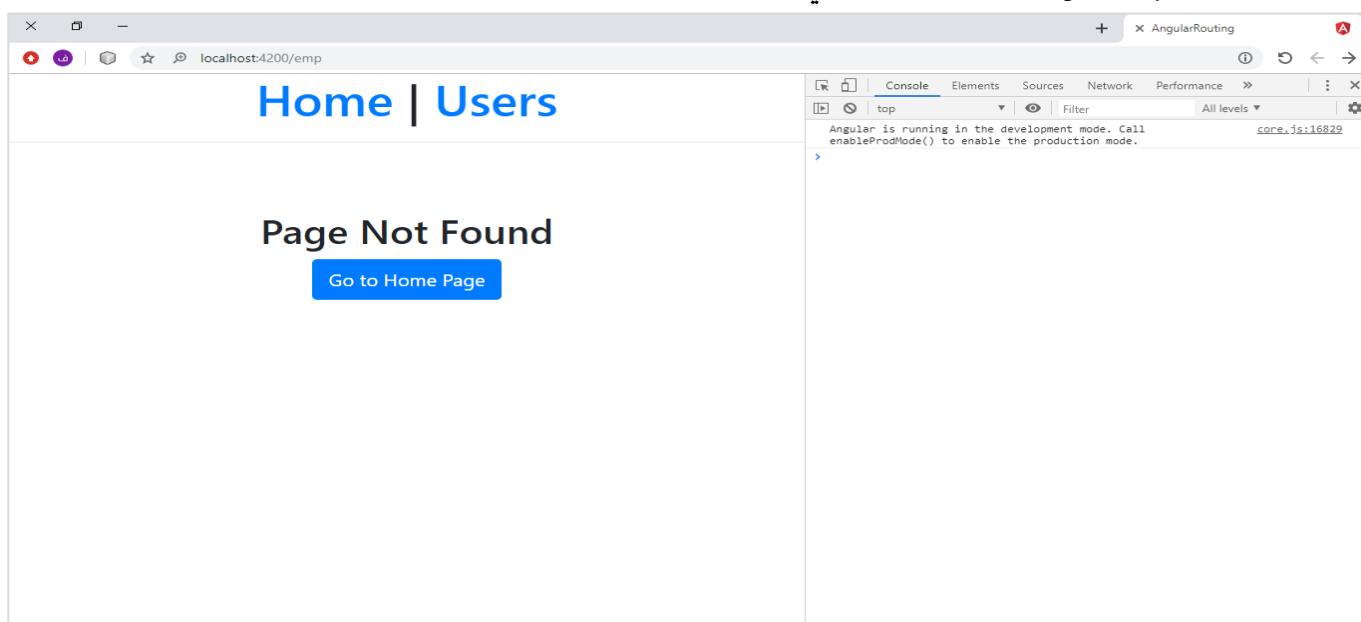 AngularRouting
localhost:4200/emp
Home | Users
Page Not Found
Go to Home Page
Console Elements Sources Network Performance
top Filter All levels
Angular is running in the development mode. Call core.js:16829
enableProdMode() to enable the production mode.